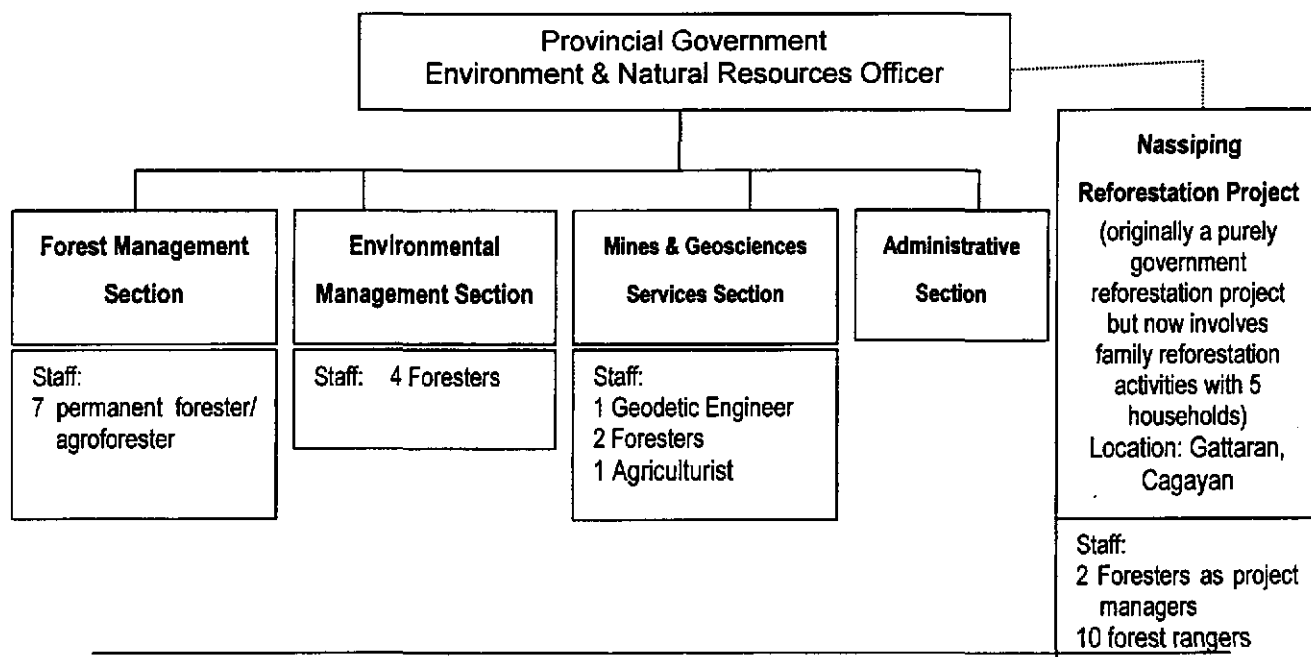 Provincial Government
Environment & Natural Resources Officer
Forest Management
Section
Staff:
7 permanent forester/
agroforester
Environmental
Management Section
Staff: 4 Foresters
Mines & Geosciences
Services Section
Staff:
1 Geodetic Engineer
2 Foresters
1 Agriculturist
Administrative
Section
Nassiping
Reforestation Project
(originally a purely
government
reforestation project
but now involves
family reforestation
activities with 5
households)
Location: Gattaran,
Cagayan
Staff:
2 Foresters as project
managers
10 forest rangers